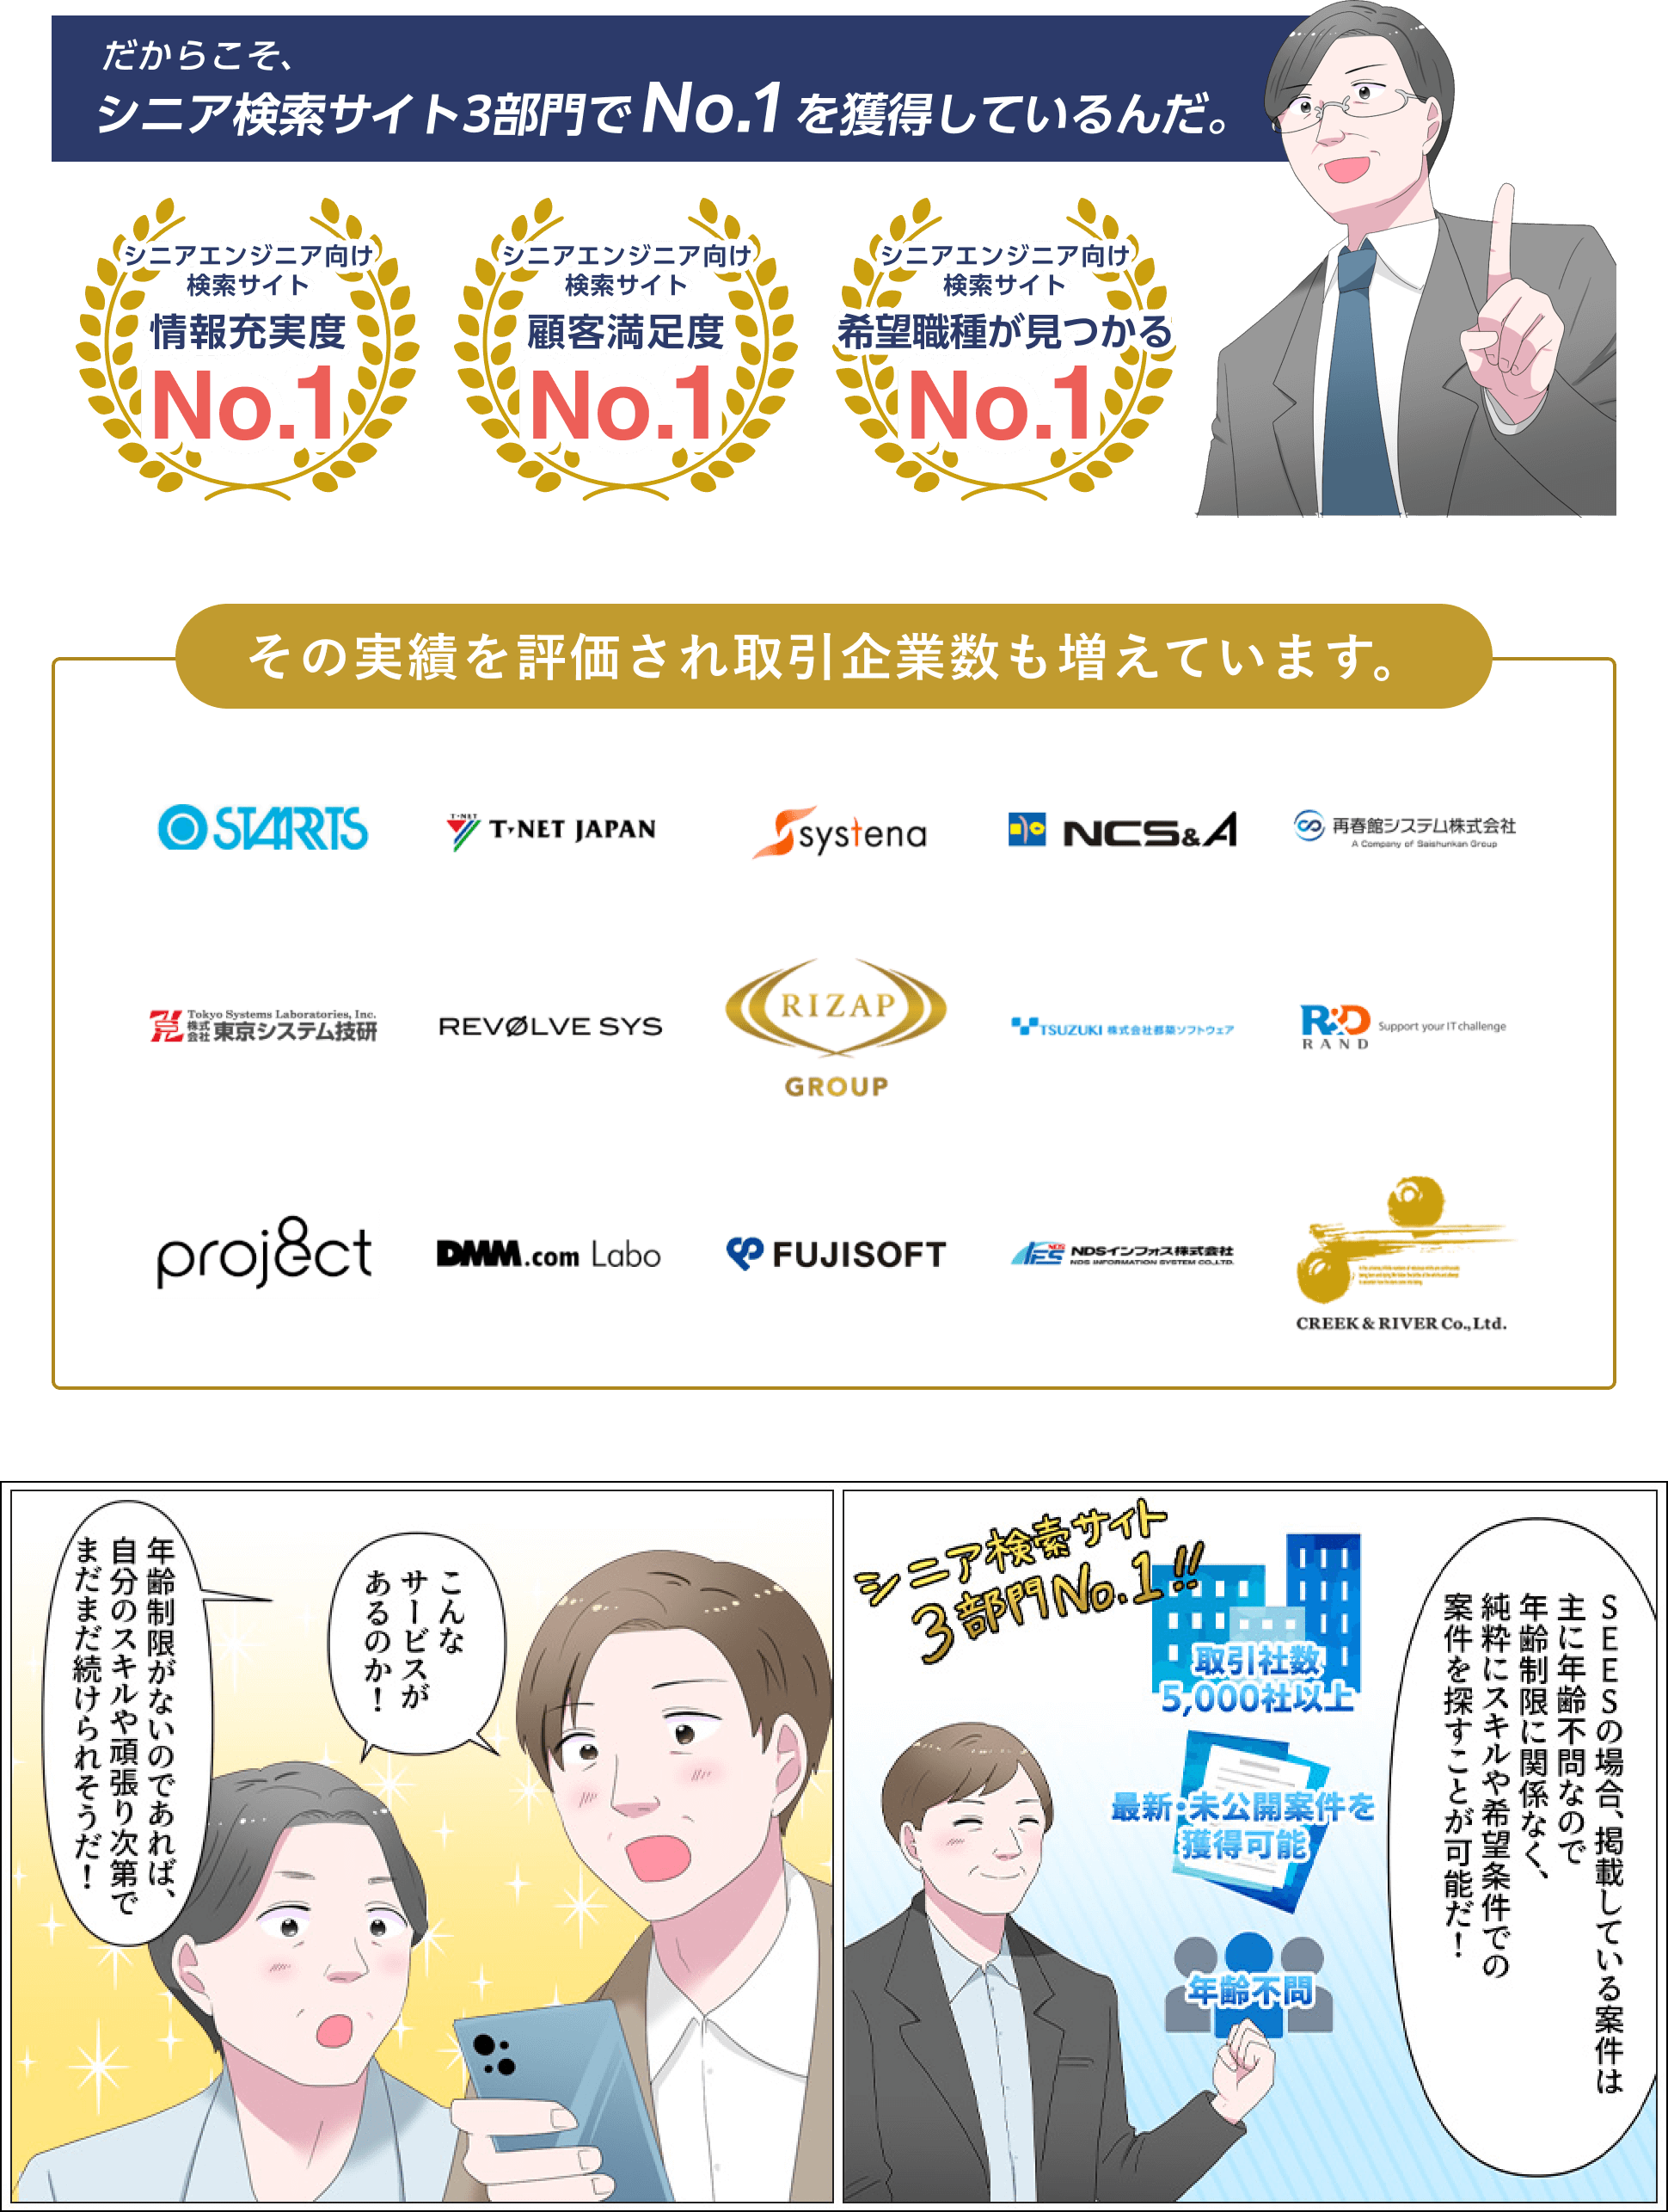 だからこそ、
シニア検索サイト3部門でNo.1を獲得しているんだ。
シニアエンジニア向け
検索サイト
情報充実度
No.1
シニアエンジニア向け
検索サイト
顧客満足度
No.1
シニアエンジニア向け
検索サイト
希望職種が見つかる
No.1
その実績を評価され取引企業数も増えています。
STARTS
T-NET
T-NET JAPAN
systena
NCS&A
再春館システム株式会社
A Company of Saishunkan Group
Tokyo Systems Laboratories, Inc.
株式会社
東京システム技研
REVØLVE SYS
RIZAP
GROUP
TSUZUKI 株式会社都築ソフトウェア
R&D
RAND
Support your IT challenge
proj8ct
DMM.com Labo
FUJISOFT
NDSインフォス株式会社
NDS INFORMATION SYSTEM CO.,LTD.
CREEK & RIVER Co.,Ltd.
SEESの場合、掲載している案件は
主に年齢不問なので
年齢制限に関係なく、
純粋にスキルや希望条件での
案件を探すことが可能だ！
シニア検索サイト
3部門No.1!!
取引社数
5,000社以上
最新・未公開案件を
獲得可能
年齢不問
こんな
サービスが
あるのか！
年齢制限がないのであれば、
自分のスキルや頑張り次第で
まだまだ続けられそうだ！